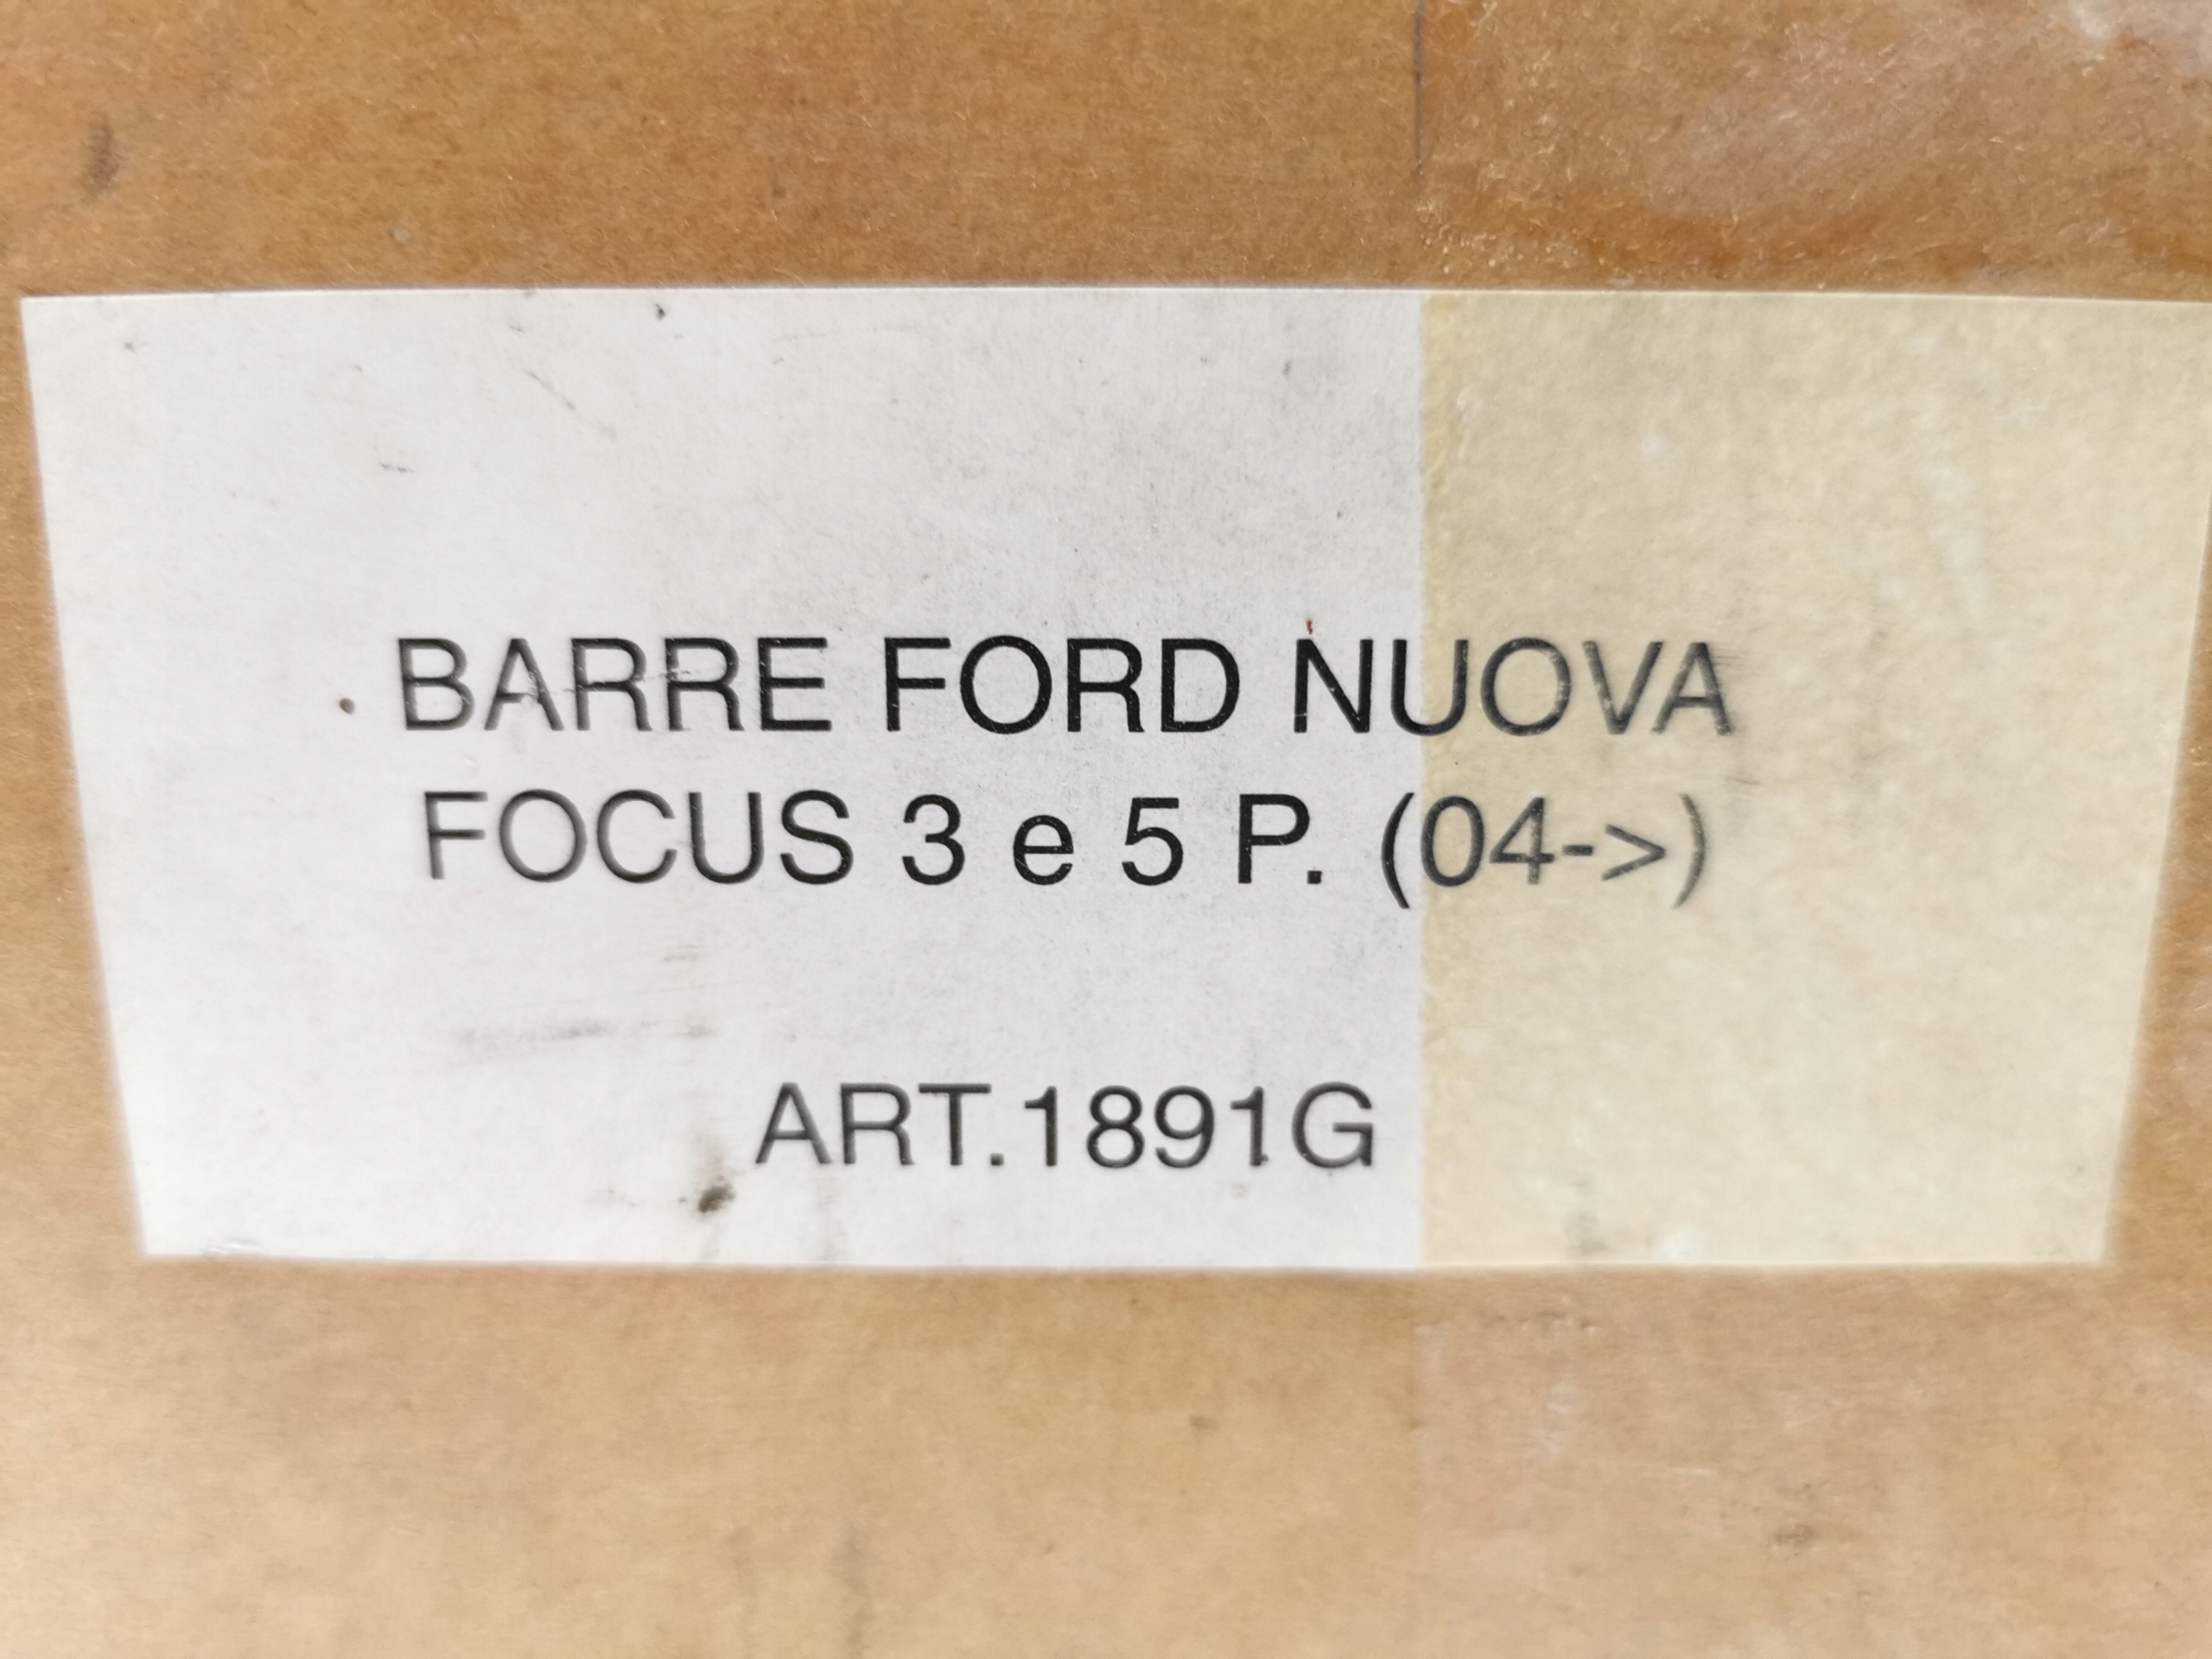 BARRE FORD NUOVA
FOCUS 3 e 5 P. (04->)
ART.1891G